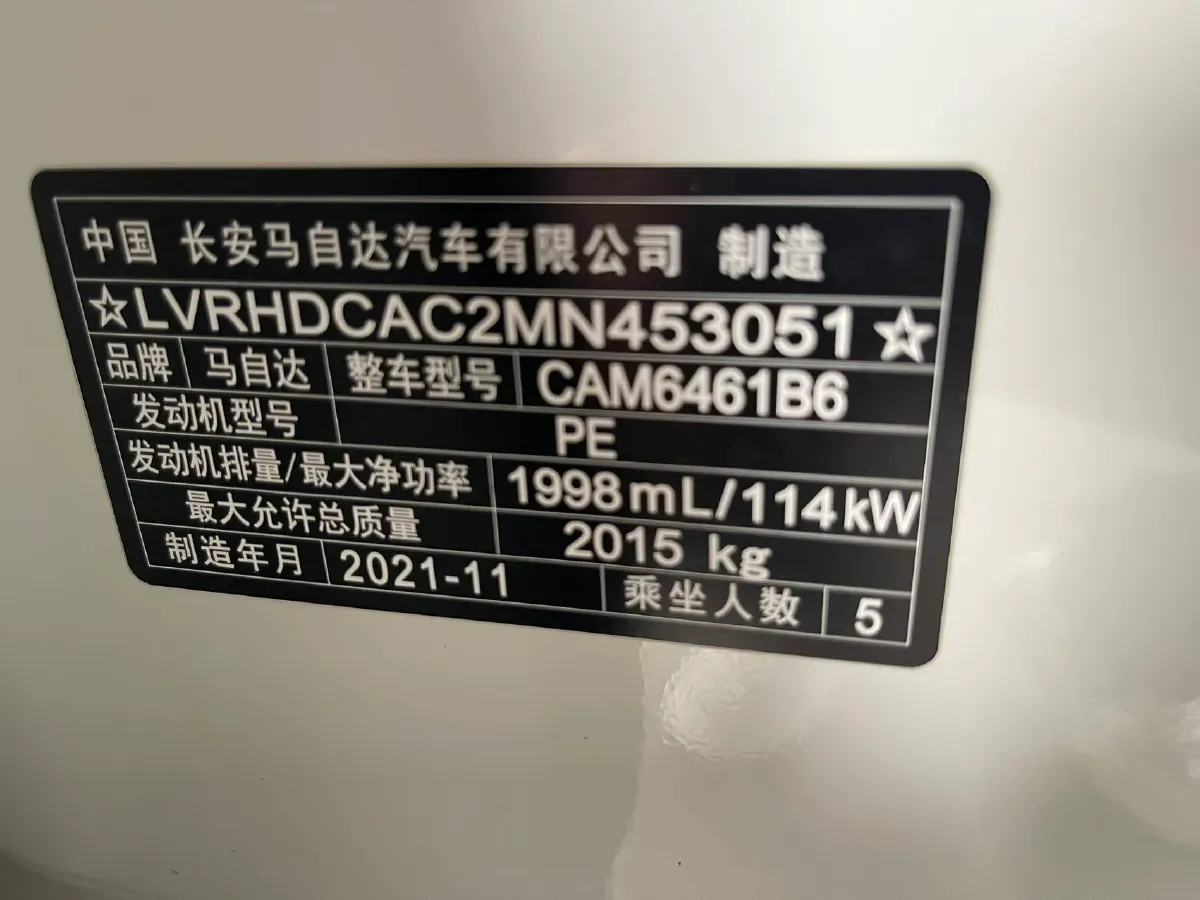 中国 长安马自达汽车有限公司 制造
☆LVRHDCAC2MN453051☆
品牌 马自达 整车型号 CAM6461B6
发动机型号 PE
发动机排量/最大净功率 1998mL/114kW
最大允许总质量 2015 kg
制造年月 2021-11 乘坐人数 5